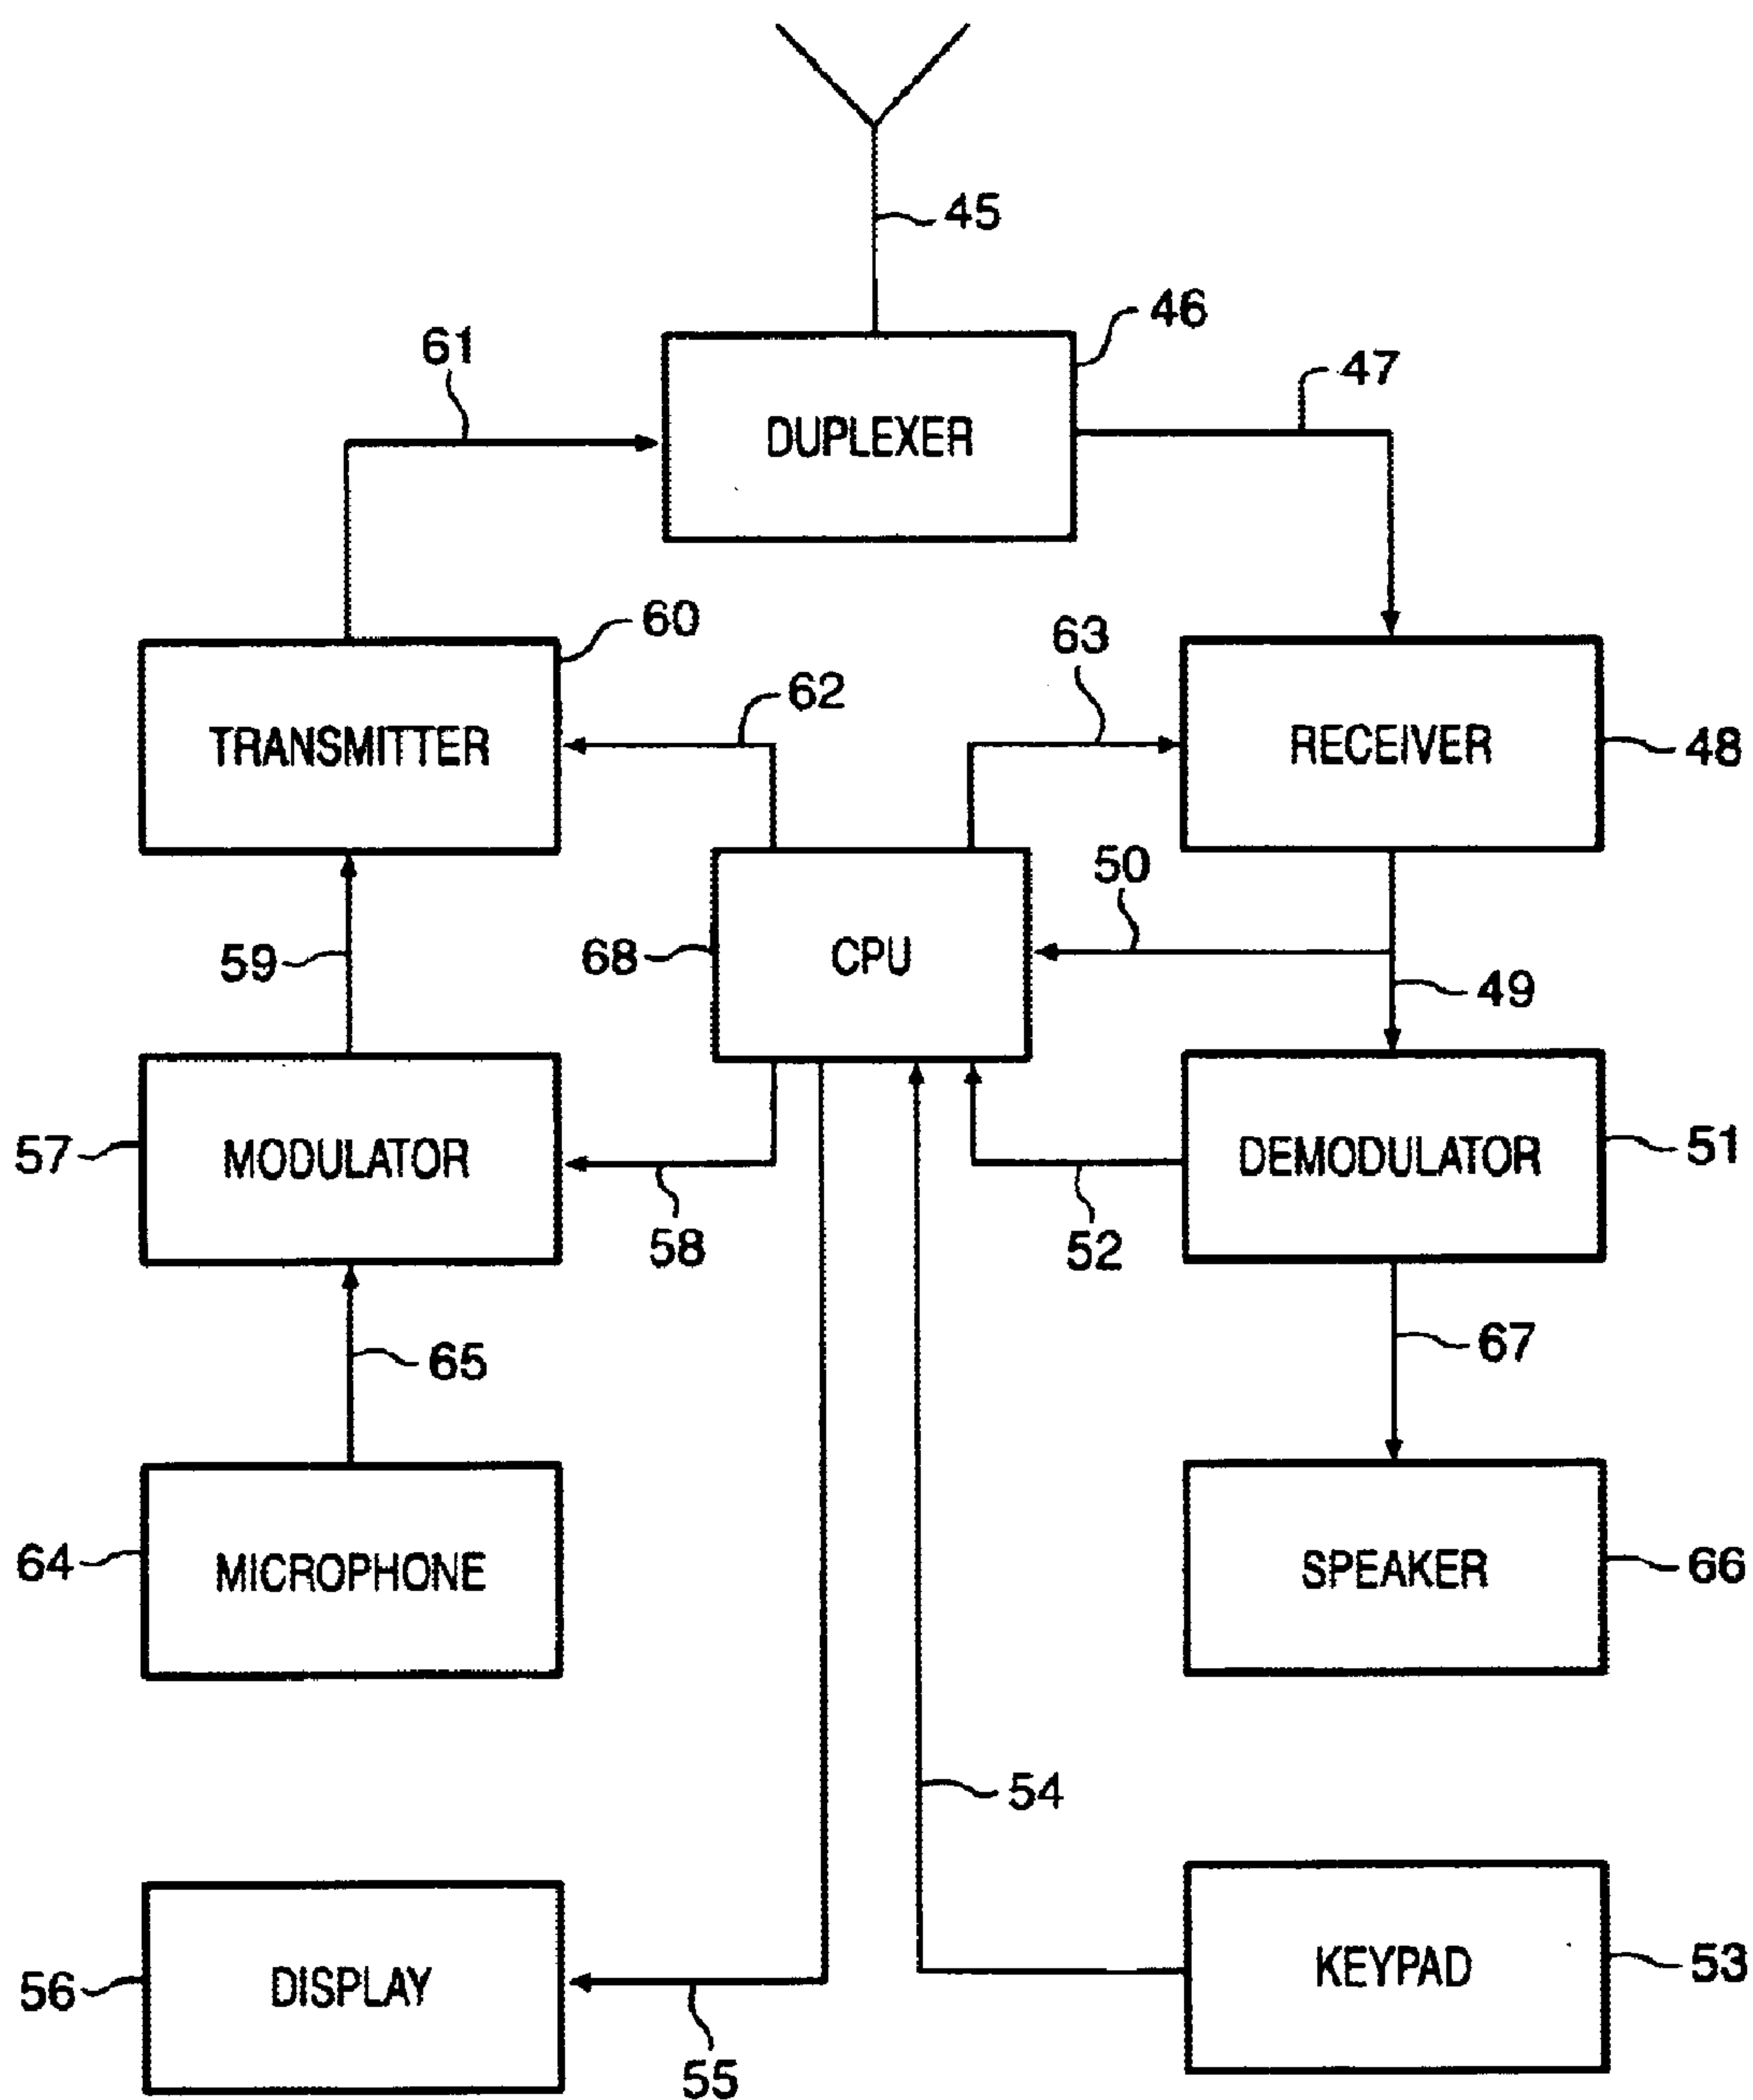 45
46
61
47
DUPLEXER
60
63
62
TRANSMITTER
RECEIVER
48
50
68
CPU
59
49
57
MODULATOR
DEMODULATOR
51
58
52
65
67
64
MICROPHONE
SPEAKER
66
54
56
DISPLAY
KEYPAD
53
55